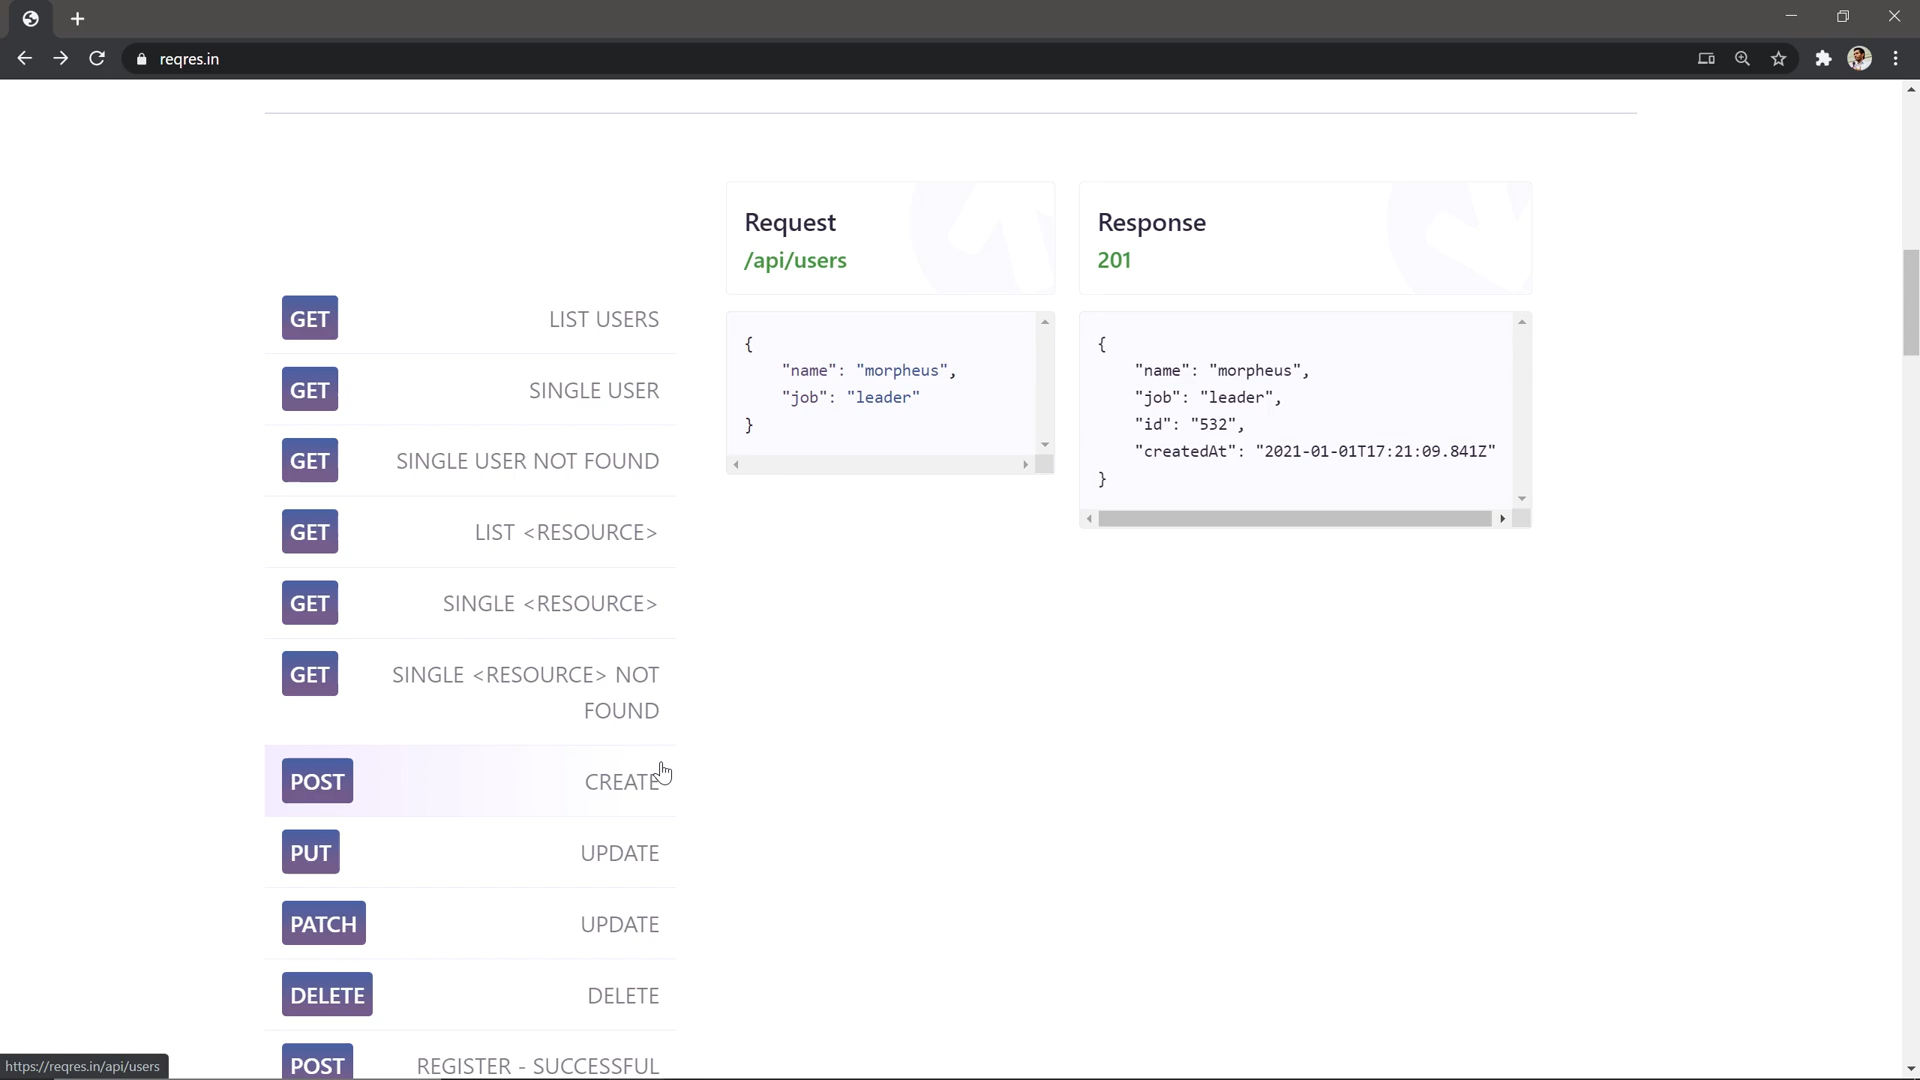 reqres.in
Request
/api/users
Response
201
GET LIST USERS
GET SINGLE USER
GET SINGLE USER NOT FOUND
GET LIST <RESOURCE>
GET SINGLE <RESOURCE>
GET SINGLE <RESOURCE> NOT
FOUND
POST CREATE
PUT UPDATE
PATCH UPDATE
DELETE DELETE
POST REGISTER - SUCCESSFUL
{
"name": "morpheus",
"job": "leader"
}
{
"name": "morpheus",
"job": "leader",
"id": "532",
"createdAt": "2021-01-01T17:21:09.841Z"
}
https://reqres.in/api/users